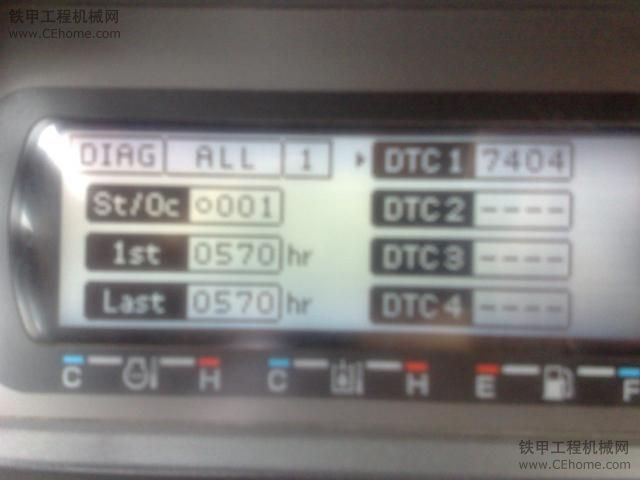 铁甲工程机械网
www.CEhome.com
DIAG ALL 1 DTC1 7404
St/Oc 0001 DTC2 ----
1st 0570 hr DTC3 ----
Last 0570 hr DTC4 ----
C H C H E F
铁甲工程机械网
www.CEhome.com